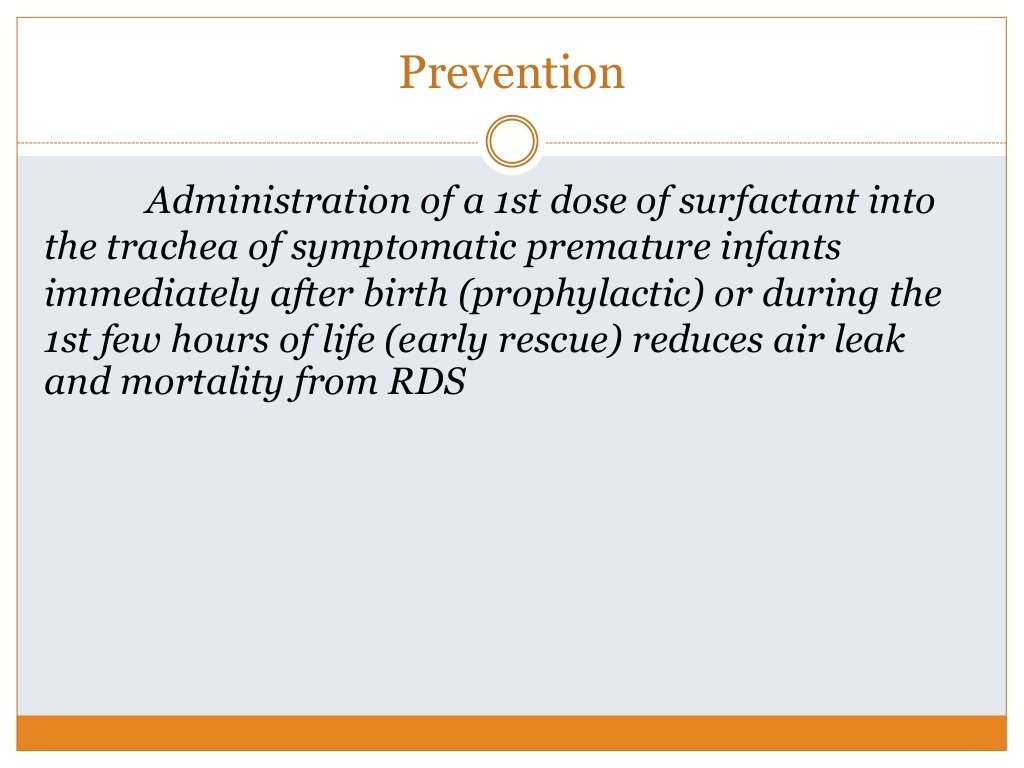 Prevention
Administration of a 1st dose of surfactant into
the trachea of symptomatic premature infants
immediately after birth (prophylactic) or during the
1st few hours of life (early rescue) reduces air leak
and mortality from RDS